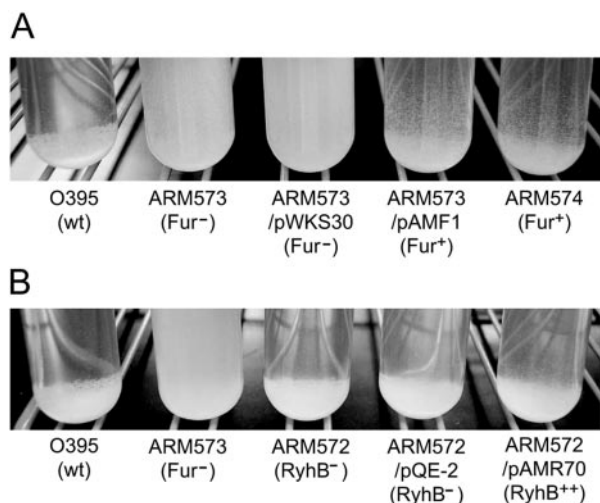 A
O395
(wt)
ARM573
(Fur⁻)
ARM573
/pWKS30
(Fur⁻)
ARM573
/pAMF1
(Fur⁺)
ARM574
(Fur⁺)
B
O395
(wt)
ARM573
(Fur⁻)
ARM572
(RyhB⁻)
ARM572
/pQE-2
(RyhB⁻)
ARM572
/pAMR70
(RyhB⁺⁺)